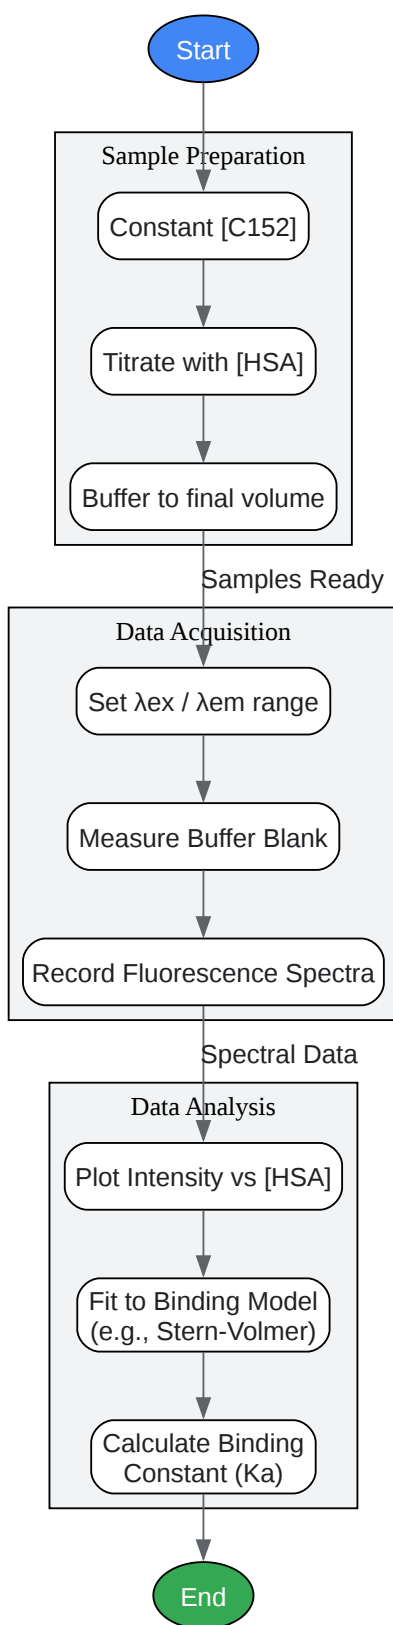 Start
Sample Preparation
Constant [C152]
Titrate with [HSA]
Buffer to final volume
Samples Ready
Data Acquisition
Set λex / λem range
Measure Buffer Blank
Record Fluorescence Spectra
Spectral Data
Data Analysis
Plot Intensity vs [HSA]
Fit to Binding Model
(e.g., Stern-Volmer)
Calculate Binding
Constant (Ka)
End